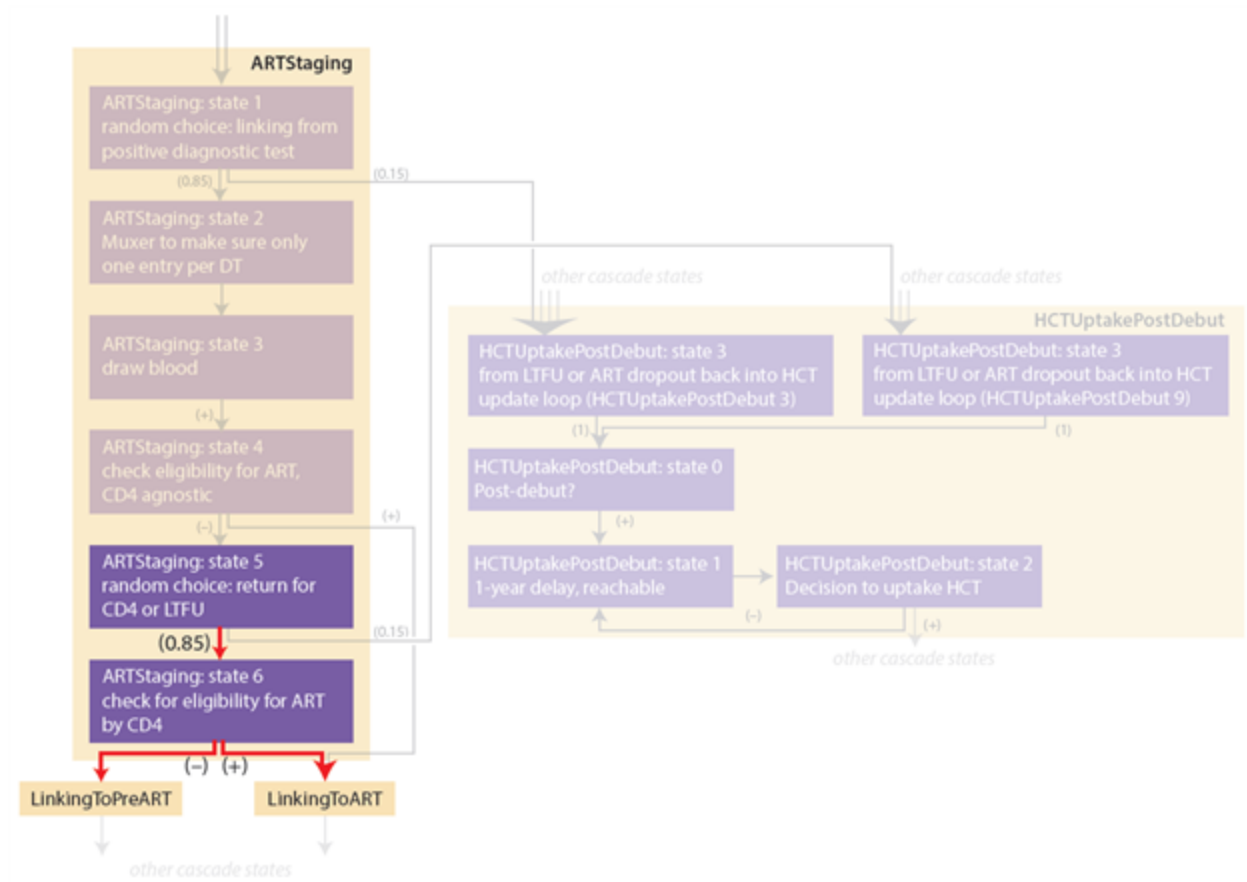 ARTStaging
ARTStaging: state 1
random choice: linking from
positive diagnostic test
(0.85)
(0.15)
ARTStaging: state 2
Muxer to make sure only
one entry per DT
ARTStaging: state 3
draw blood
(+)
ARTStaging: state 4
check eligibility for ART,
CD4 agnostic
(–)
(+)
ARTStaging: state 5
random choice: return for
CD4 or LTFU
(0.85)
(0.15)
ARTStaging: state 6
check for eligibility for ART
by CD4
(–) (+)
LinkingToPreART
LinkingToART
other cascade states
other cascade states
other cascade states
HCTUptakePostDebut
HCTUptakePostDebut: state 3
from LTFU or ART dropout back into HCT
update loop (HCTUptakePostDebut 3)
HCTUptakePostDebut: state 3
from LTFU or ART dropout back into HCT
update loop (HCTUptakePostDebut 9)
(1)
(1)
HCTUptakePostDebut: state 0
Post-debut?
(+)
HCTUptakePostDebut: state 1
1-year delay, reachable
HCTUptakePostDebut: state 2
Decision to uptake HCT
(–)
(+)
other cascade states